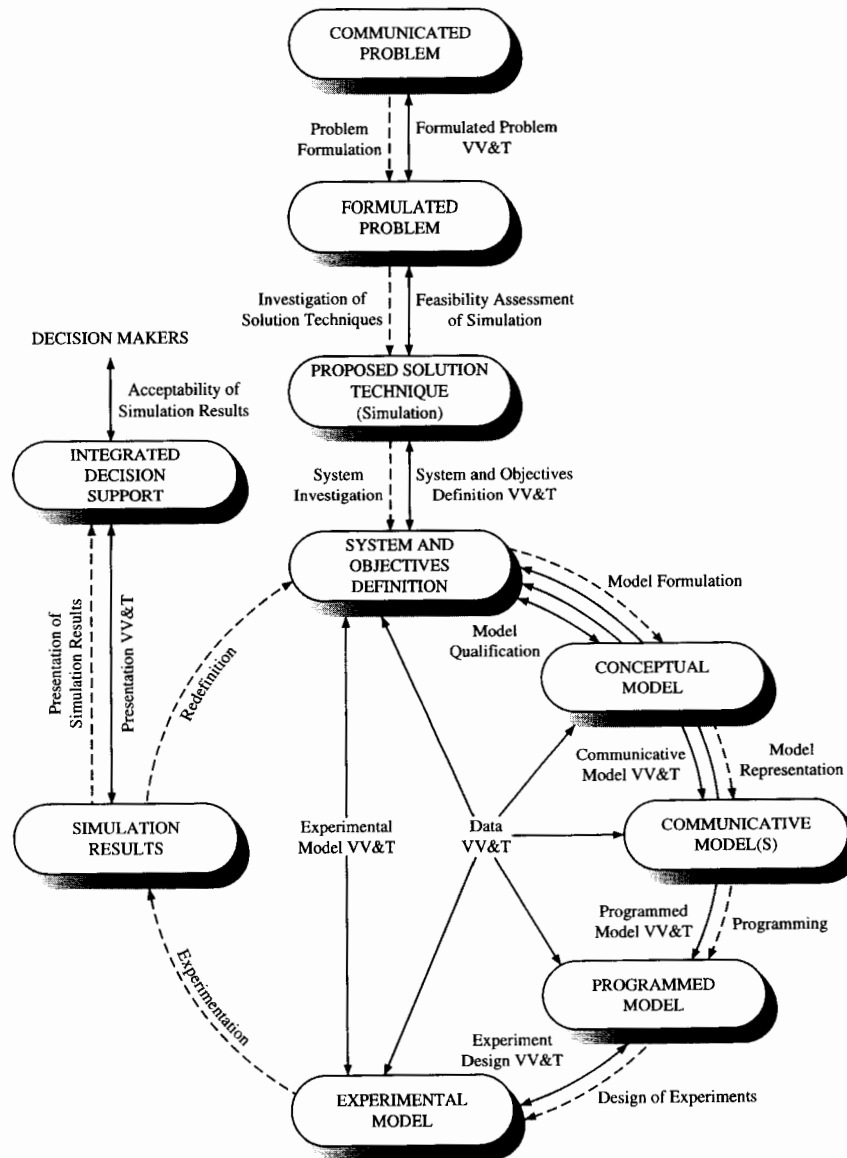 COMMUNICATED
PROBLEM
Problem
Formulation
Formulated Problem
VV&T
FORMULATED
PROBLEM
Investigation of
Solution Techniques
Feasibility Assessment
of Simulation
DECISION MAKERS
Acceptability of
Simulation Results
PROPOSED SOLUTION
TECHNIQUE
(Simulation)
INTEGRATED
DECISION
SUPPORT
System
Investigation
System and Objectives
Definition VV&T
SYSTEM AND
OBJECTIVES
DEFINITION
Model Formulation
Model
Qualification
CONCEPTUAL
MODEL
Presentation of
Simulation Results
Presentation VV&T
Redefinition
Communicative
Model VV&T
Model
Representation
SIMULATION
RESULTS
Experimental
Model VV&T
Data
VV&T
COMMUNICATIVE
MODEL(S)
Programmed
Model VV&T
Programming
PROGRAMMED
MODEL
Experimentation
Experiment
Design VV&T
Design of Experiments
EXPERIMENTAL
MODEL